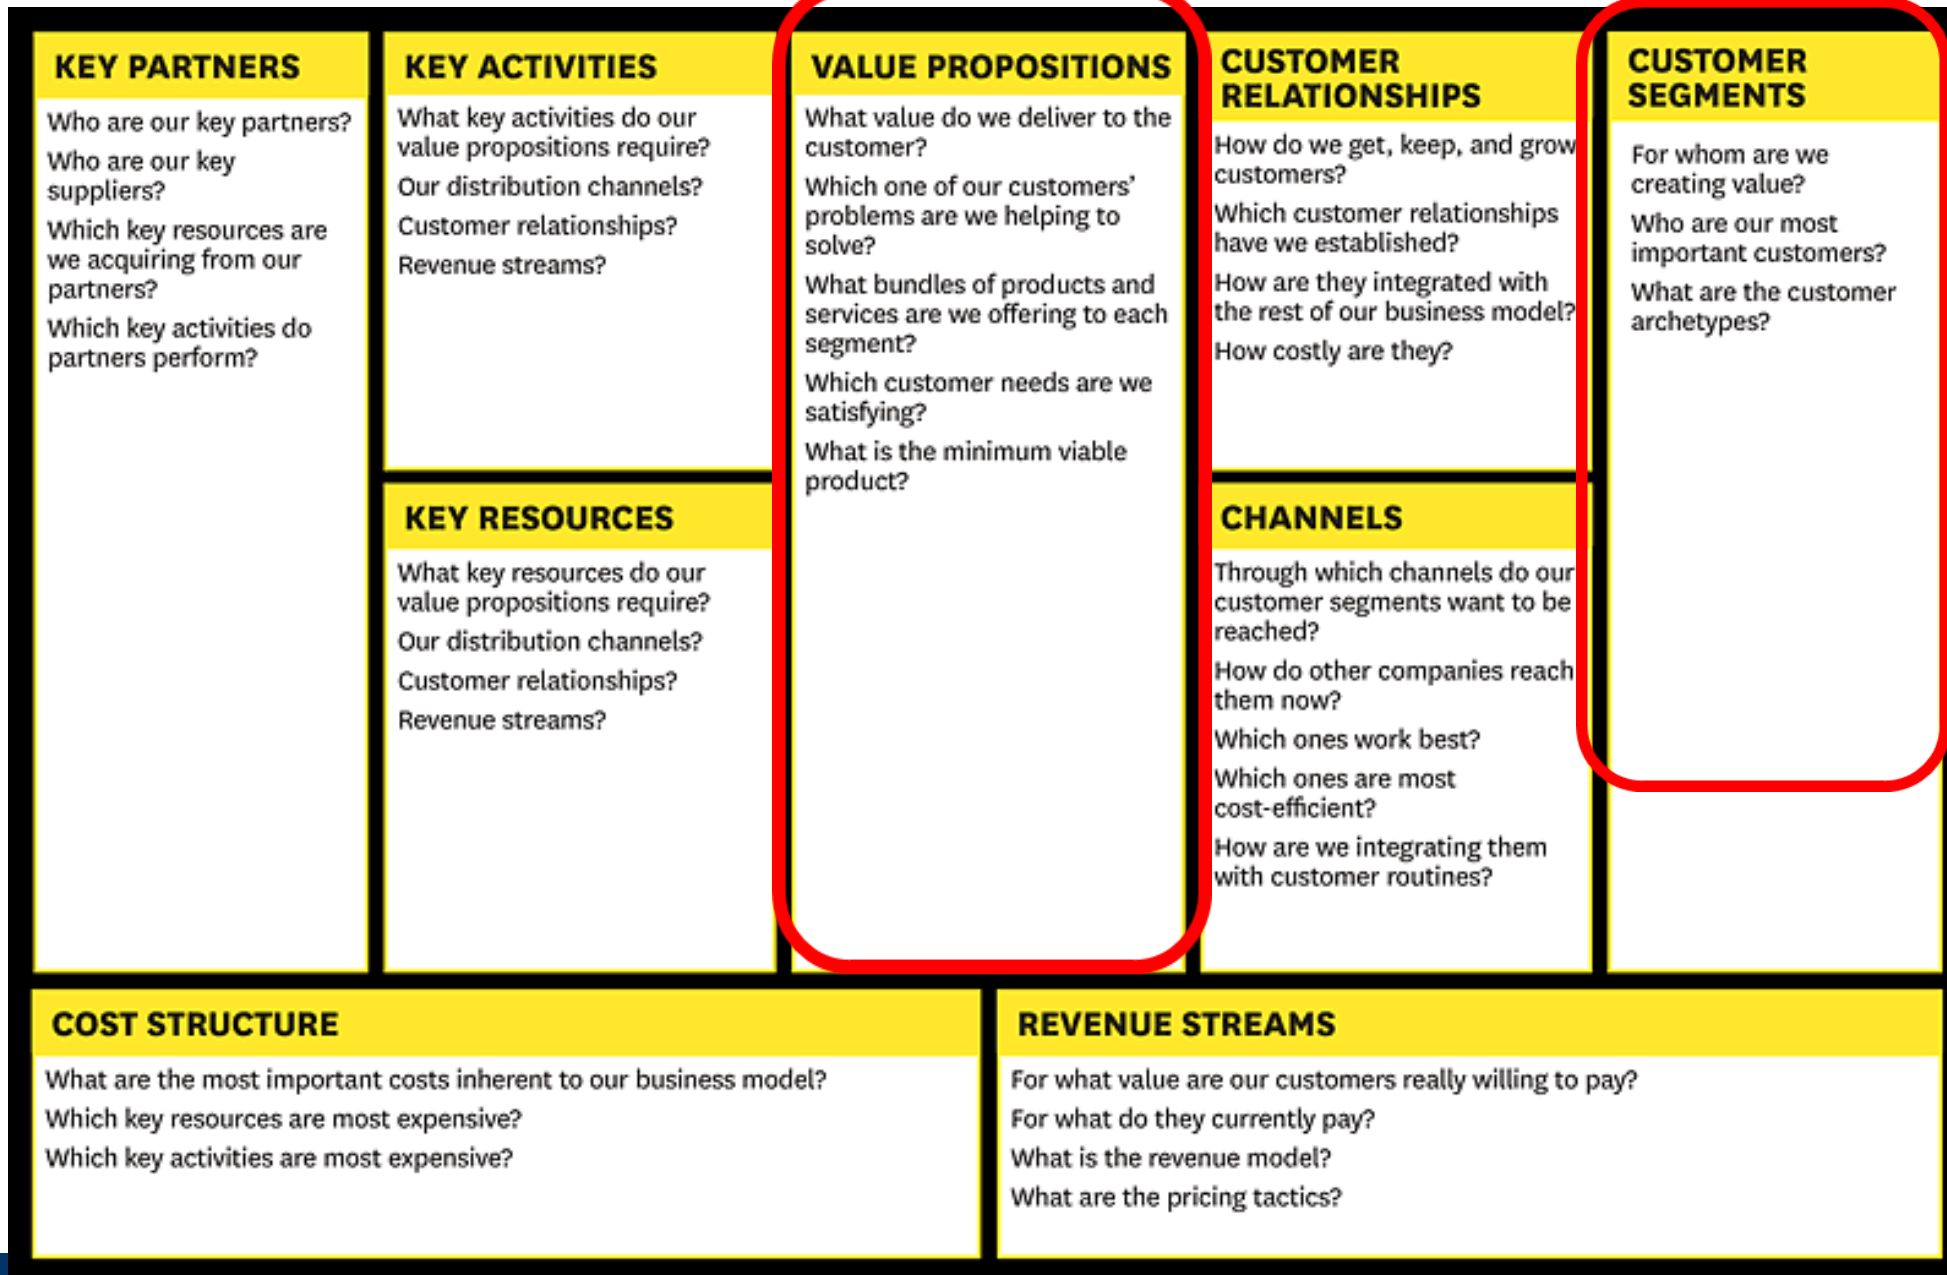 KEY PARTNERS
Who are our key partners?
Who are our key
suppliers?
Which key resources are
we acquiring from our
partners?
Which key activities do
partners perform?
KEY ACTIVITIES
What key activities do our
value propositions require?
Our distribution channels?
Customer relationships?
Revenue streams?
KEY RESOURCES
What key resources do our
value propositions require?
Our distribution channels?
Customer relationships?
Revenue streams?
VALUE PROPOSITIONS
What value do we deliver to the
customer?
Which one of our customers’
problems are we helping to
solve?
What bundles of products and
services are we offering to each
segment?
Which customer needs are we
satisfying?
What is the minimum viable
product?
CUSTOMER
RELATIONSHIPS
How do we get, keep, and grow
customers?
Which customer relationships
have we established?
How are they integrated with
the rest of our business model?
How costly are they?
CHANNELS
Through which channels do our
customer segments want to be
reached?
How do other companies reach
them now?
Which ones work best?
Which ones are most
cost-efficient?
How are we integrating them
with customer routines?
CUSTOMER
SEGMENTS
For whom are we
creating value?
Who are our most
important customers?
What are the customer
archetypes?
COST STRUCTURE
What are the most important costs inherent to our business model?
Which key resources are most expensive?
Which key activities are most expensive?
REVENUE STREAMS
For what value are our customers really willing to pay?
For what do they currently pay?
What is the revenue model?
What are the pricing tactics?